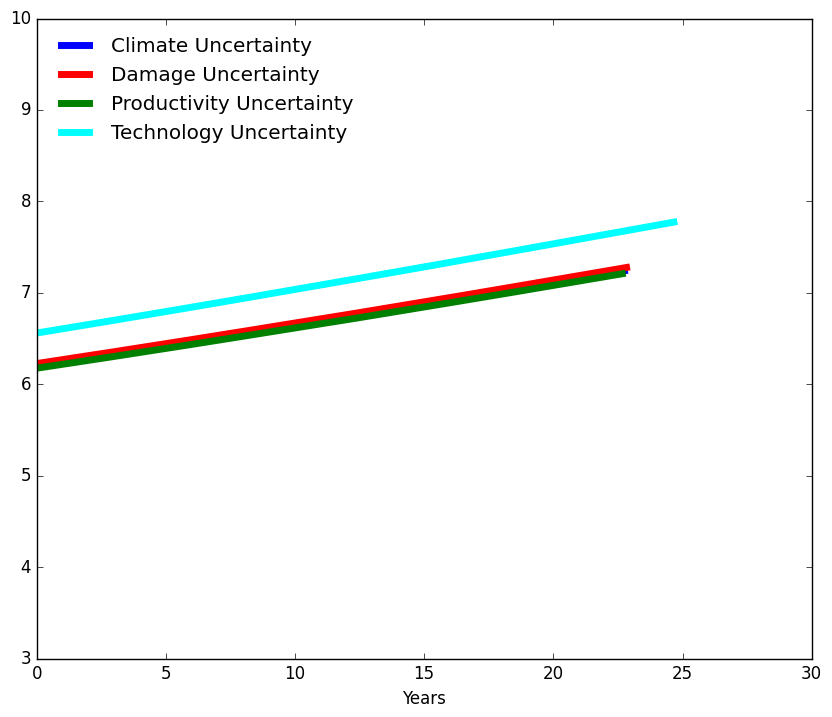 10
9
8
7
6
5
4
3
Climate Uncertainty
Damage Uncertainty
Productivity Uncertainty
Technology Uncertainty
0 5 10 15 20 25 30
Years